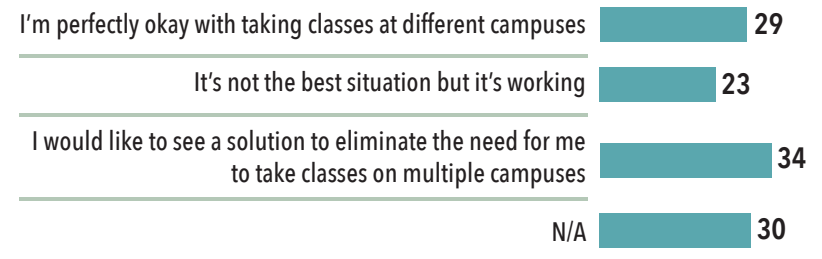 I’m perfectly okay with taking classes at different campuses 29
It’s not the best situation but it’s working 23
I would like to see a solution to eliminate the need for me
to take classes on multiple campuses 34
N/A 30